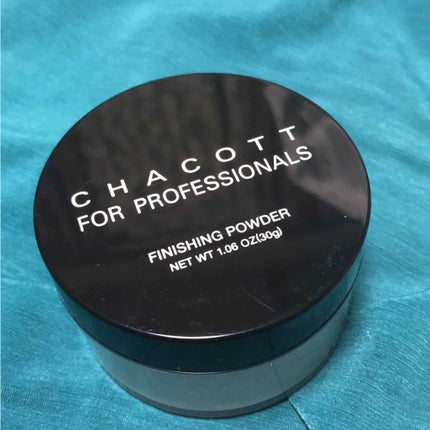 CHACOTT
FOR PROFESSIONALS
FINISHING POWDER
NET WT 1.06 OZ(30g)